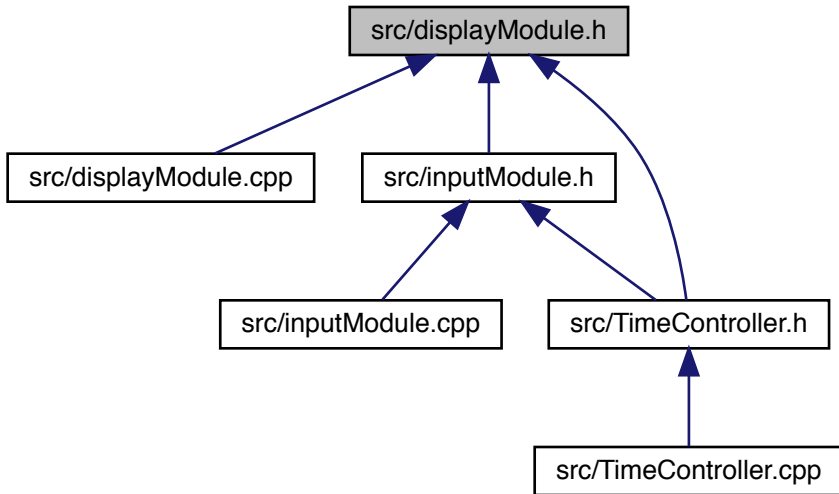 src/displayModule.h
src/displayModule.cpp
src/inputModule.h
src/inputModule.cpp
src/TimeController.h
src/TimeController.cpp